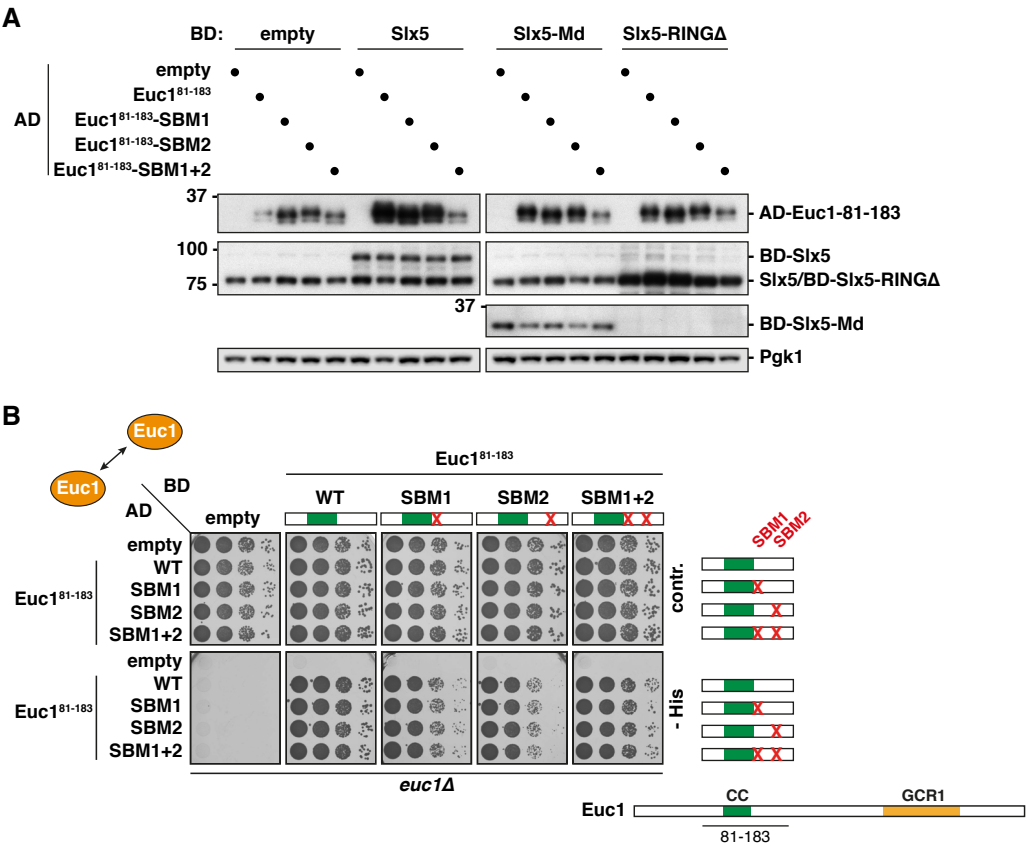 A
BD: empty Slx5 Slx5-Md Slx5-RINGΔ
empty
Euc1⁸¹⁻¹⁸³
AD Euc1⁸¹⁻¹⁸³-SBM1
Euc1⁸¹⁻¹⁸³-SBM2
Euc1⁸¹⁻¹⁸³-SBM1+2
37
AD-Euc1-81-183
100
BD-Slx5
75
Slx5/BD-Slx5-RINGΔ
37
BD-Slx5-Md
Pgk1
B
Euc1
Euc1
Euc1⁸¹⁻¹⁸³
BD
AD
empty WT SBM1 SBM2 SBM1+2
X X X X
SBM1
SBM2
empty
WT
Euc1⁸¹⁻¹⁸³ SBM1 X
SBM2 X
SBM1+2 X X
contr.
empty
WT
Euc1⁸¹⁻¹⁸³ SBM1 X
SBM2 X
SBM1+2 X X
- His
euc1Δ
CC GCR1
Euc1
81-183